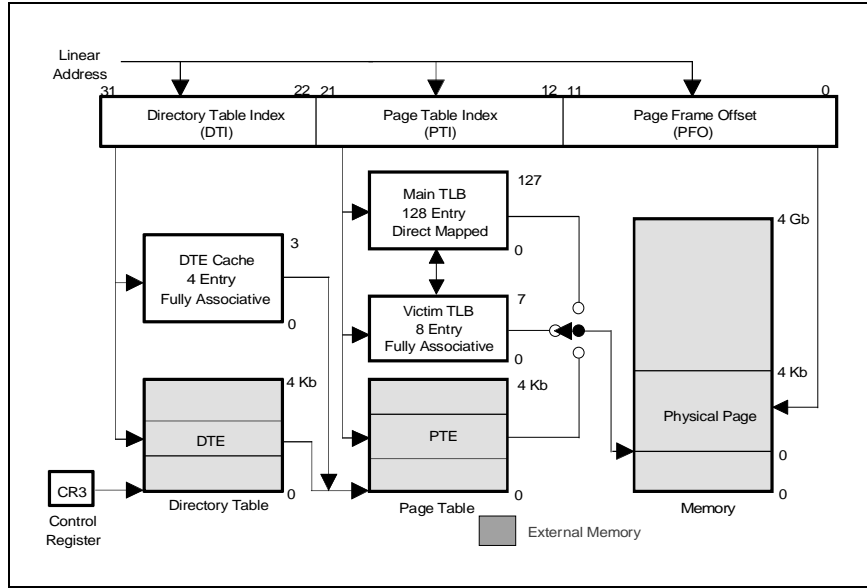 Linear
Address
31 22 21 12 11 0
Directory Table Index
(DTI)
Page Table Index
(PTI)
Page Frame Offset
(PFO)
127
Main TLB
128 Entry
Direct Mapped
0
4 Gb
3
DTE Cache
4 Entry
Fully Associative
0
7
Victim TLB
8 Entry
Fully Associative
0
4 Kb
DTE
0
Directory Table
4 Kb
PTE
0
Page Table
4 Kb
Physical Page
0
0
Memory
CR3
Control
Register
External Memory